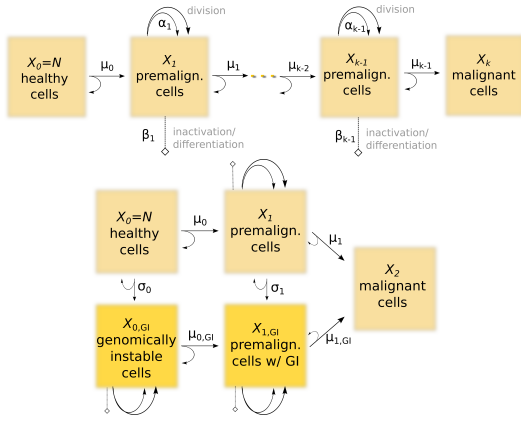 division
α₁
division
αₖ₋₁
X₀=N
healthy
cells
μ₀
X₁
premalign.
cells
μ₁
μₖ₋₂
Xₖ₋₁
premalign.
cells
μₖ₋₁
Xₖ
malignant
cells
β₁
inactivation/
differentiation
βₖ₋₁
inactivation/
differentiation
X₀=N
healthy
cells
μ₀
X₁
premalign.
cells
μ₁
X₂
malignant
cells
σ₀
σ₁
X0,GI
genomically
instable
cells
μ0,GI
X1,GI
premalign.
cells w/ GI
μ1,GI